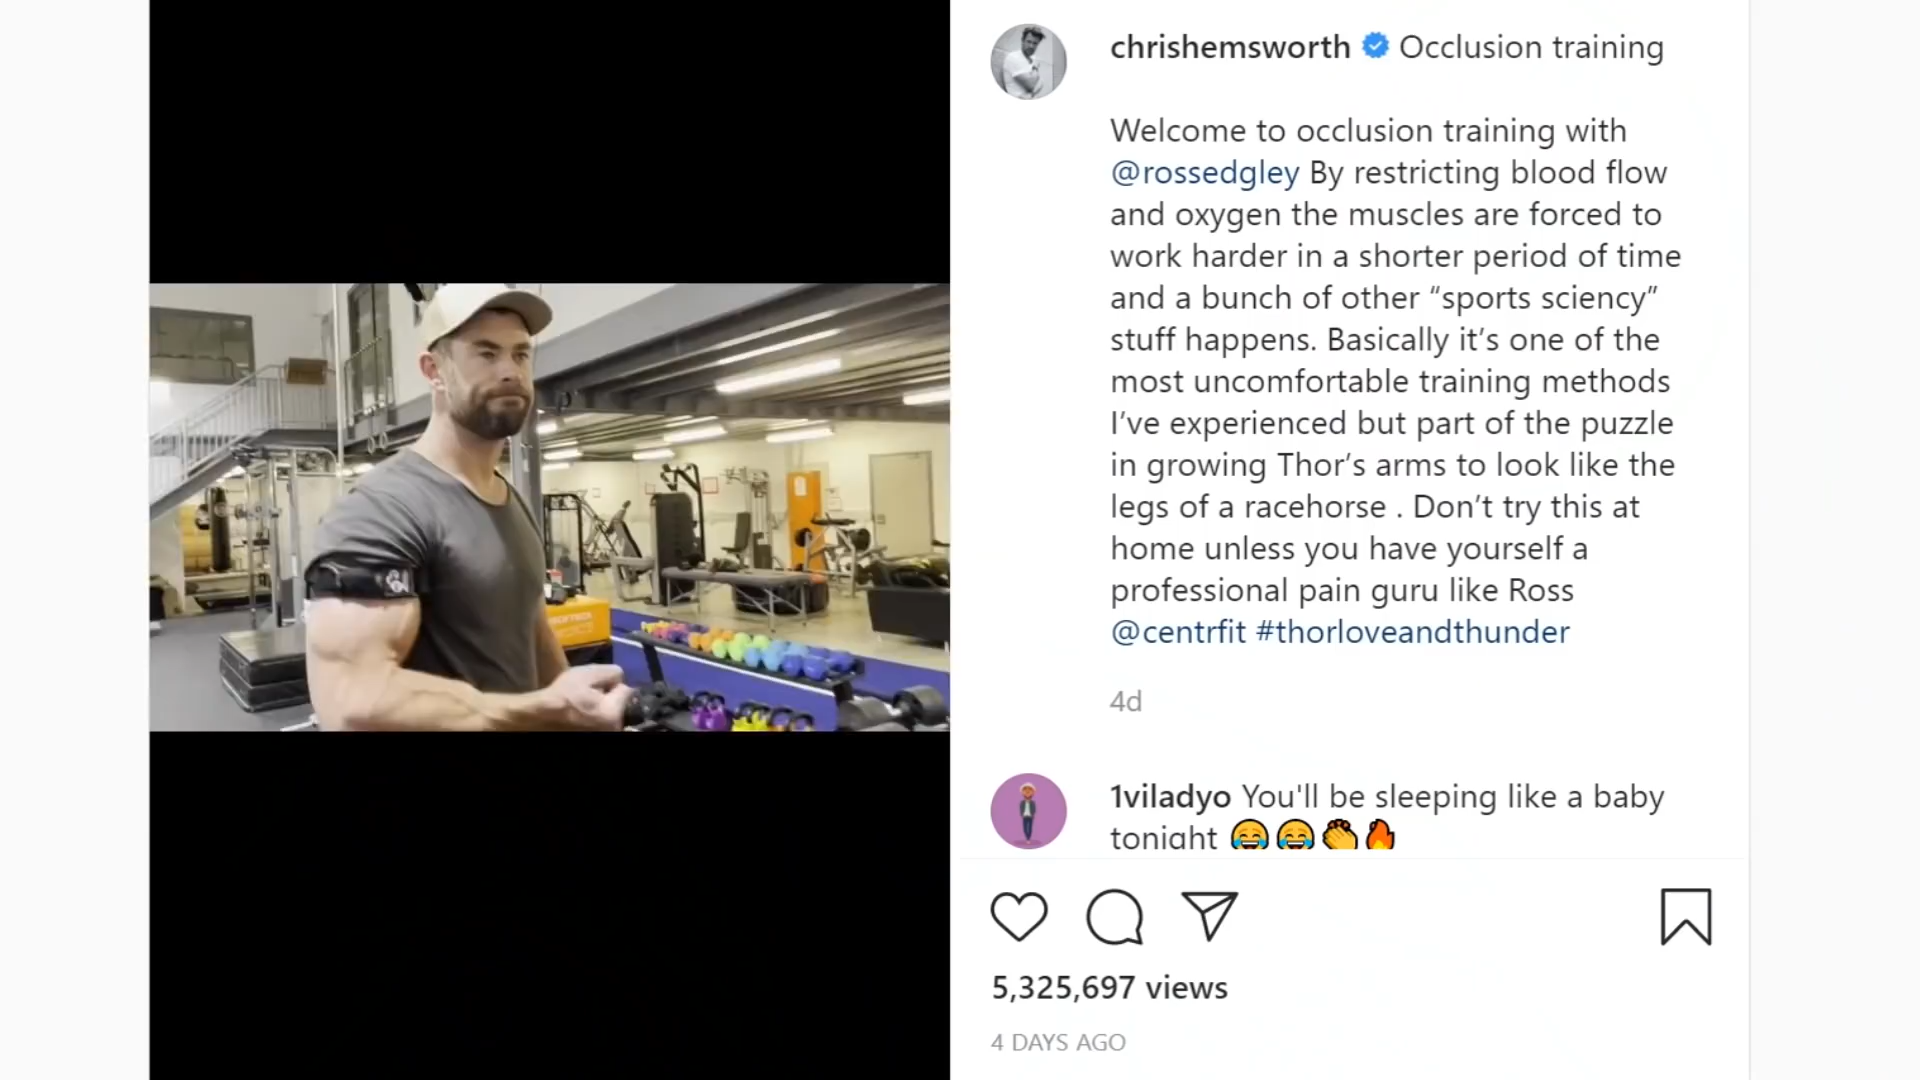 chrishemsworth Occlusion training
Welcome to occlusion training with
@rossedgley By restricting blood flow
and oxygen the muscles are forced to
work harder in a shorter period of time
and a bunch of other “sports sciency”
stuff happens. Basically it’s one of the
most uncomfortable training methods
I’ve experienced but part of the puzzle
in growing Thor’s arms to look like the
legs of a racehorse . Don’t try this at
home unless you have yourself a
professional pain guru like Ross
@centrfit #thorloveandthunder
4d
1viladyo You'll be sleeping like a baby
tonight 😂😂👏🔥
5,325,697 views
4 DAYS AGO